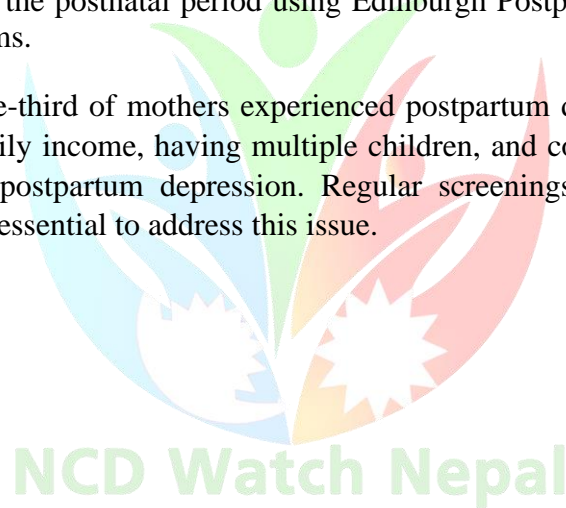 the postnatal period using Edinburgh Postp
ms.
e-third of mothers experienced postpartum
ily income, having multiple children, and co
postpartum depression. Regular screenings
essential to address this issue.
NCD Watch Nepal